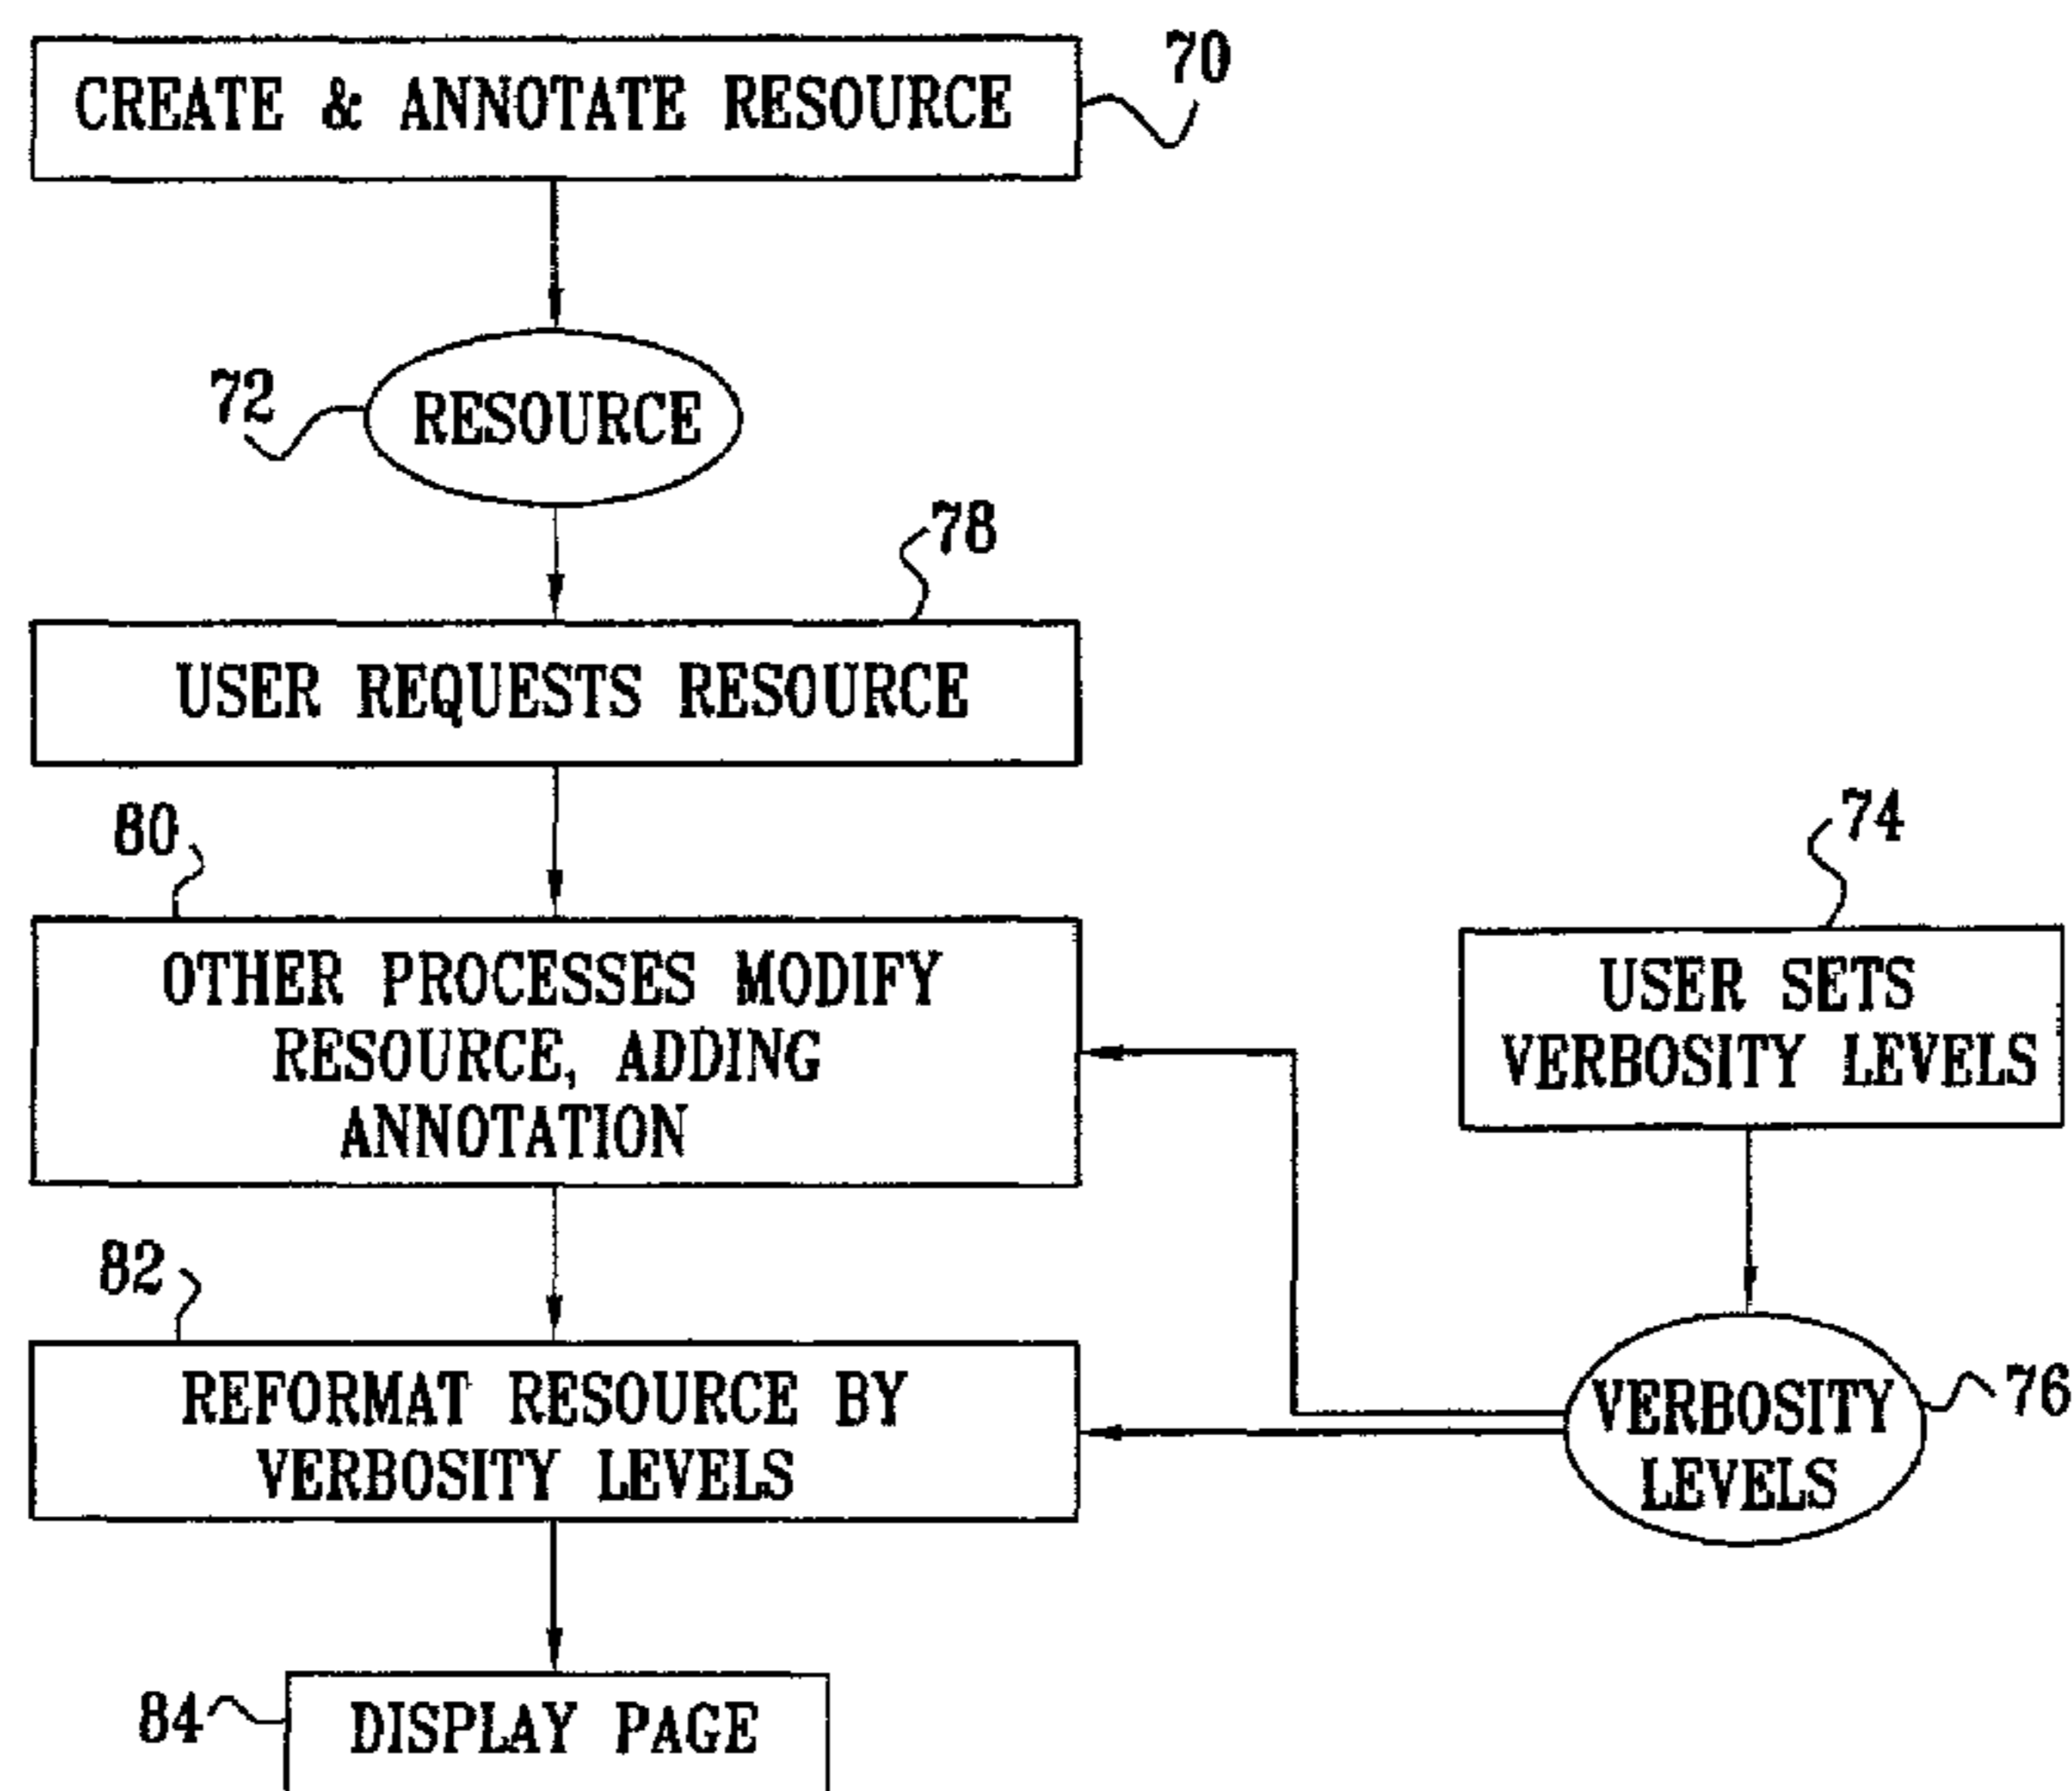 CREATE & ANNOTATE RESOURCE
70
72
RESOURCE
78
USER REQUESTS RESOURCE
80
OTHER PROCESSES MODIFY
RESOURCE, ADDING
ANNOTATION
74
USER SETS
VERBOSITY LEVELS
82
REFORMAT RESOURCE BY
VERBOSITY LEVELS
VERBOSITY
LEVELS
76
84
DISPLAY PAGE